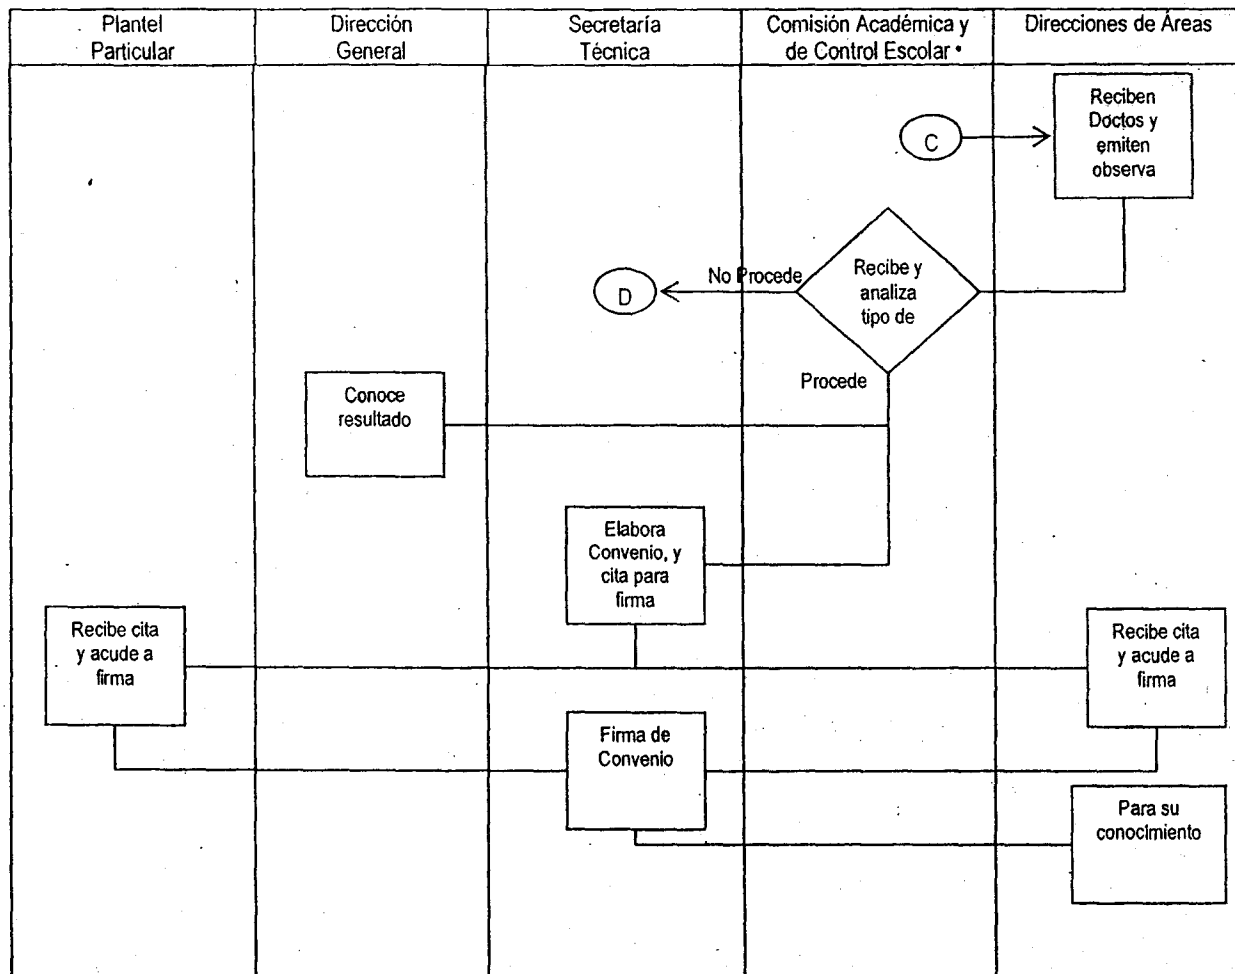 Plantel
Particular
Dirección
General
Secretaría
Técnica
Comisión Académica y
de Control Escolar *
Direcciones de Áreas
Reciben
Doctos y
emiten
observa
C
Recibe y
analiza
tipo de
No Procede
D
Procede
Conoce
resultado
Elabora
Convenio, y
cita para
firma
Recibe cita
y acude a
firma
Recibe cita
y acude a
firma
Firma de
Convenio
Para su
conocimiento